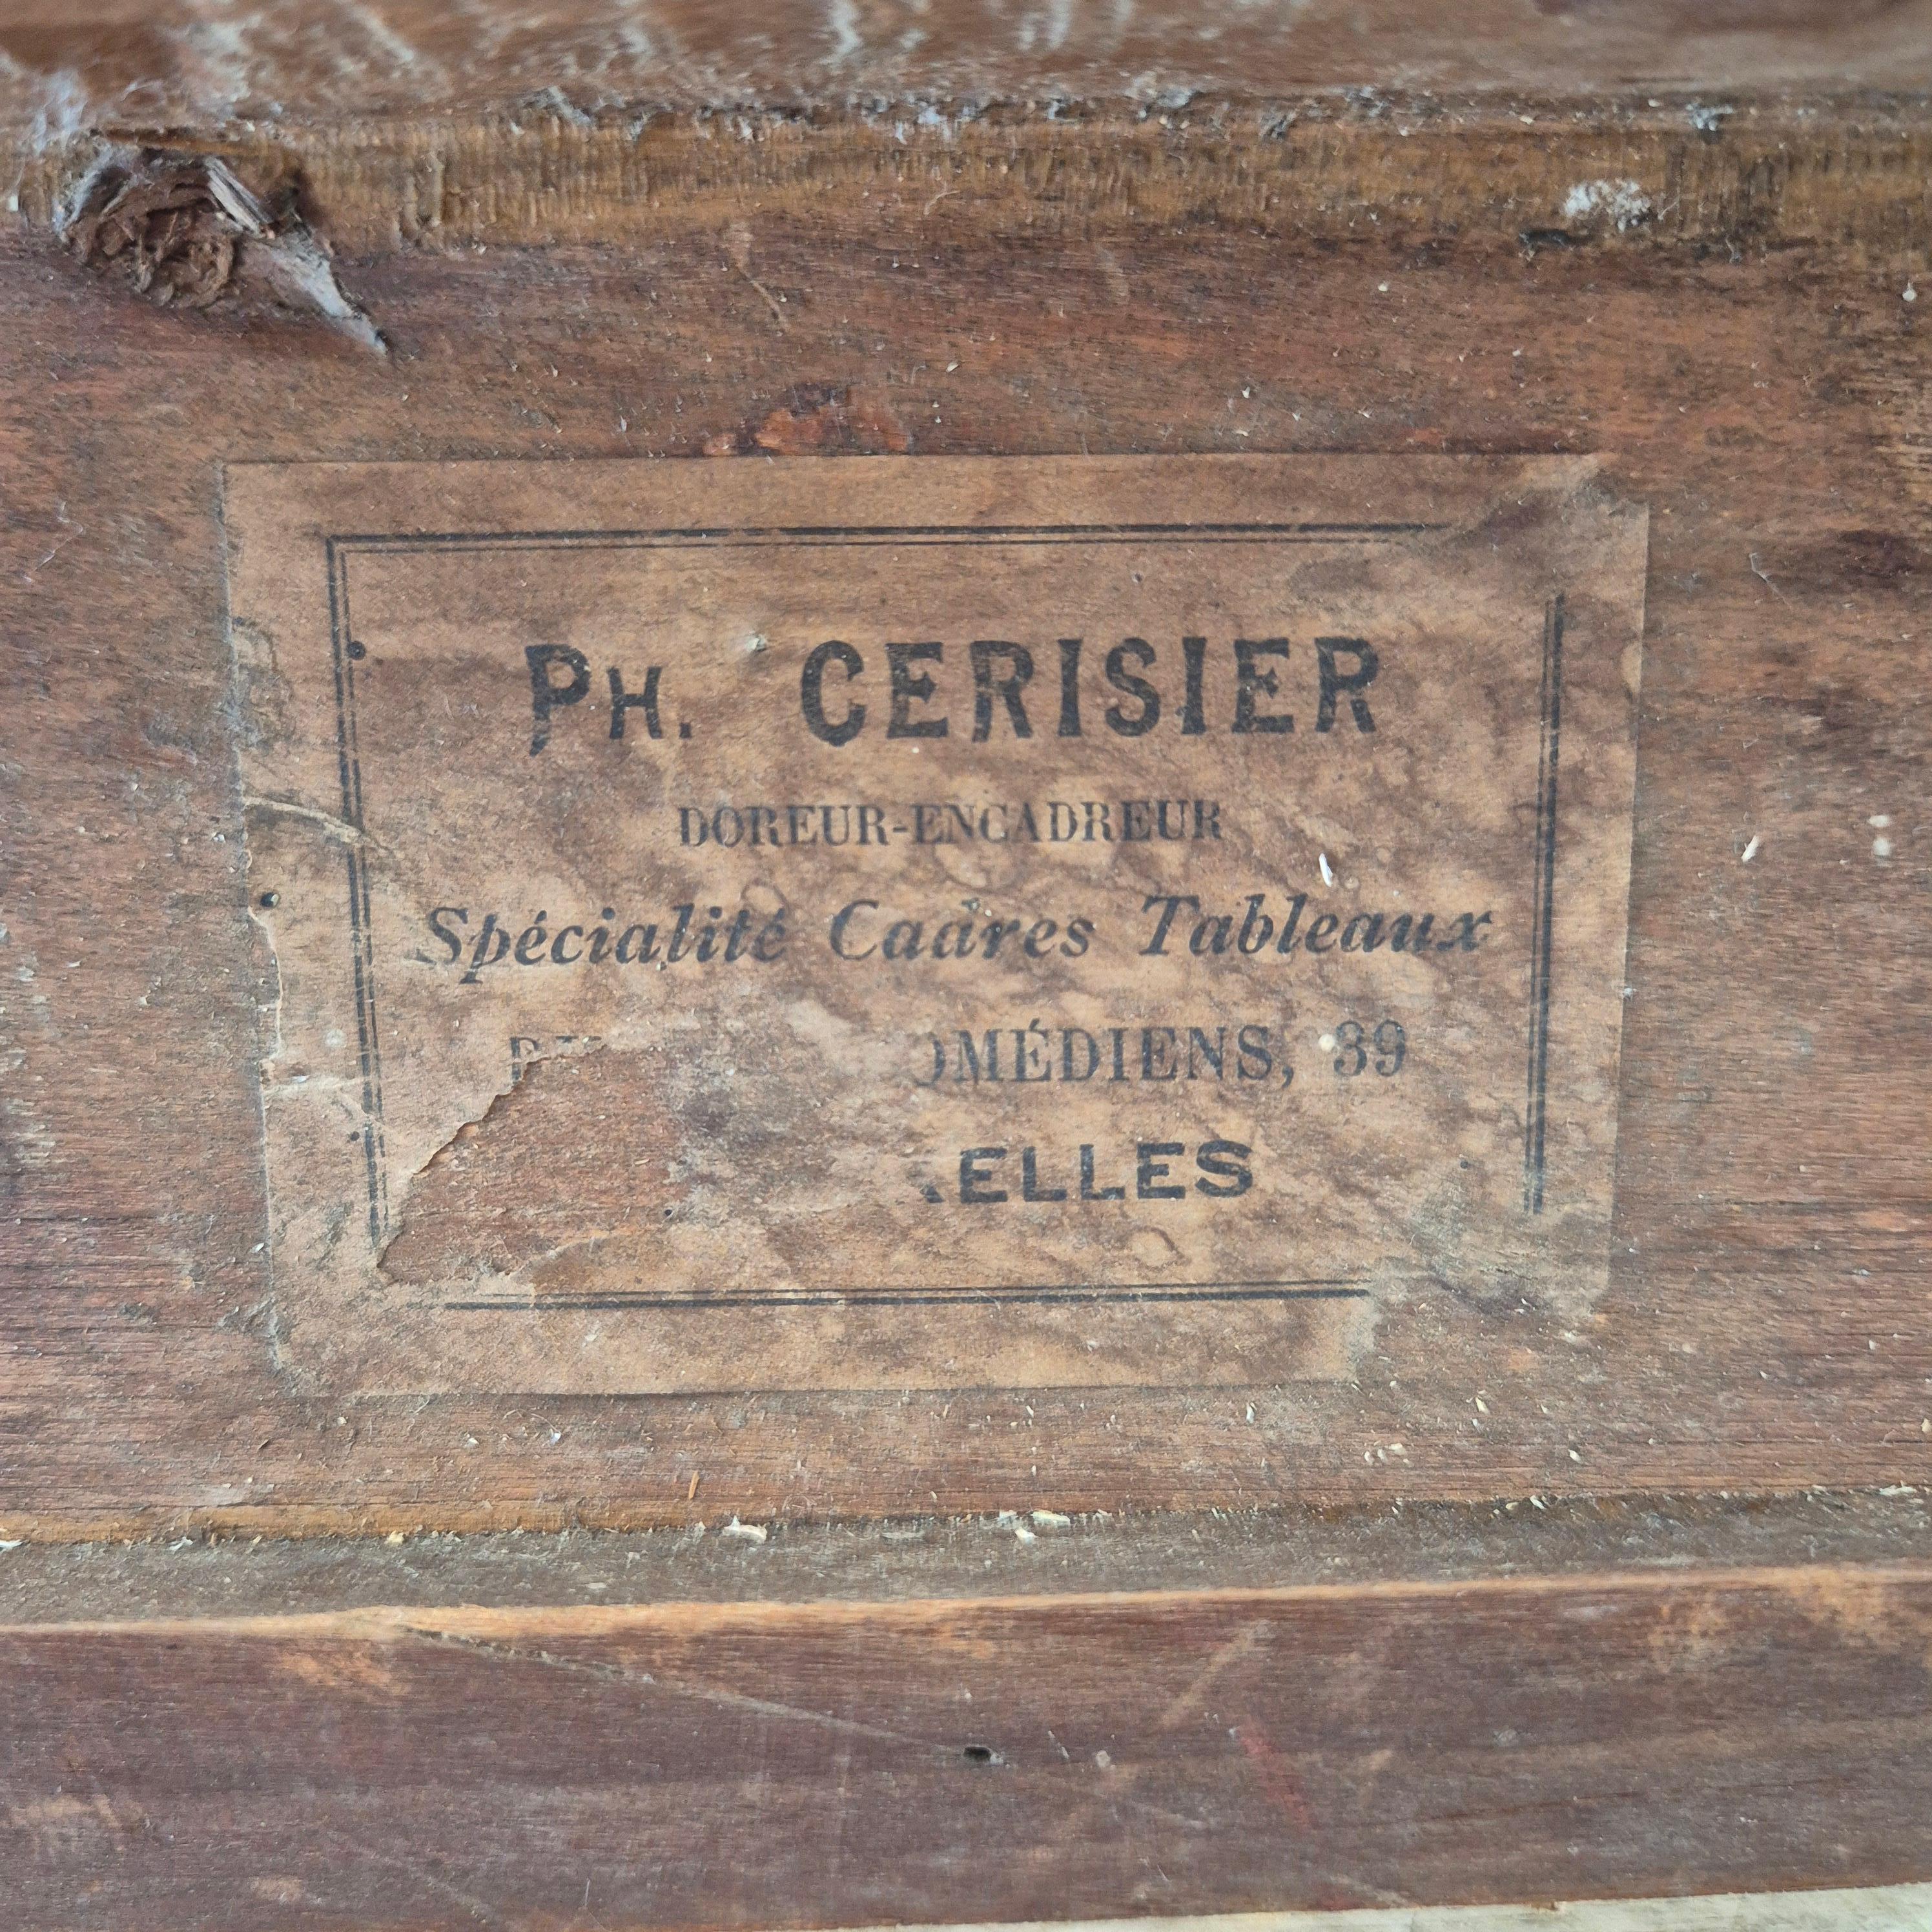 PH. CERISIER
DOREUR-ENCADREUR
Spécialité Cadres Tableaux
OMÉDIENS, 39
ELLES